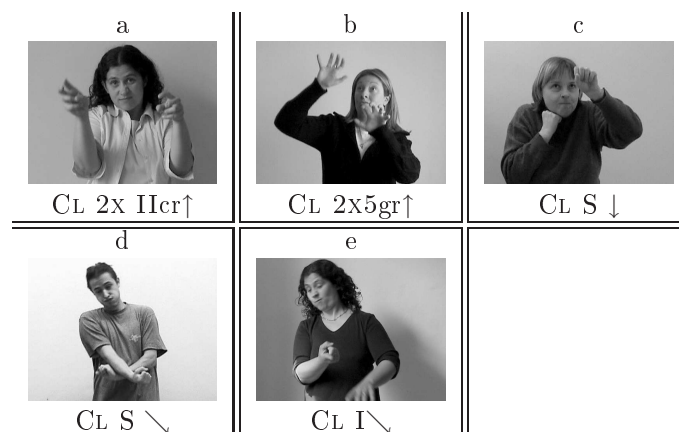 a b c
CL 2X IIcr↑ CL 2X5gr↑ CL S ↓
d e
CL S ↘ CL I↘